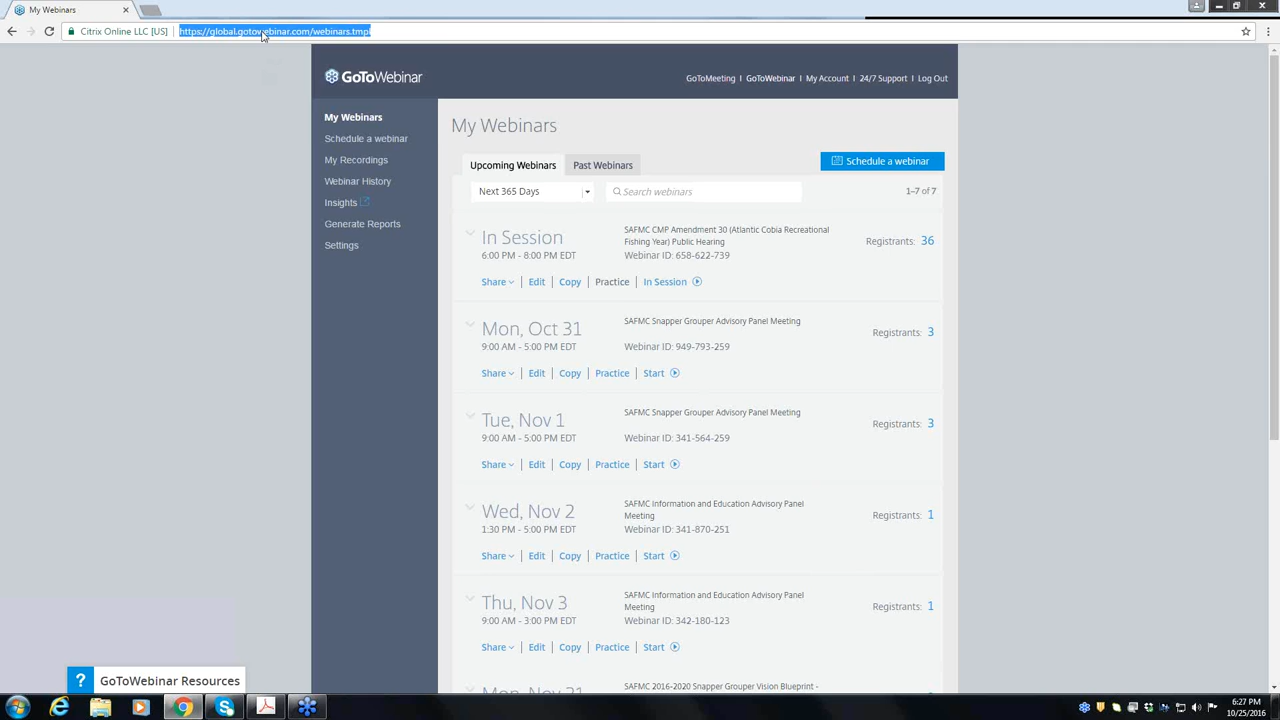 My Webinars
Citrix Online LLC [US]
https://global.gotowebinar.com/webinars.tmpl
GoToWebinar
GoToMeeting | GoToWebinar | My Account | 24/7 Support | Log Out
My Webinars
Schedule a webinar
My Recordings
Webinar History
Insights
Generate Reports
Settings
My Webinars
Upcoming Webinars
Past Webinars
Schedule a webinar
Next 365 Days
Search webinars
1–7 of 7
In Session
6:00 PM - 8:00 PM EDT
SAFMC CMP Amendment 30 (Atlantic Cobia Recreational
Fishing Year) Public Hearing
Webinar ID: 658-622-739
Registrants: 36
Share | Edit | Copy | Practice | In Session
Mon, Oct 31
9:00 AM - 5:00 PM EDT
SAFMC Snapper Grouper Advisory Panel Meeting
Webinar ID: 949-793-259
Registrants: 3
Share | Edit | Copy | Practice | Start
Tue, Nov 1
9:00 AM - 5:00 PM EDT
SAFMC Snapper Grouper Advisory Panel Meeting
Webinar ID: 341-564-259
Registrants: 3
Share | Edit | Copy | Practice | Start
Wed, Nov 2
1:30 PM - 5:00 PM EDT
SAFMC Information and Education Advisory Panel
Meeting
Webinar ID: 341-870-251
Registrants: 1
Share | Edit | Copy | Practice | Start
Thu, Nov 3
9:00 AM - 3:00 PM EDT
SAFMC Information and Education Advisory Panel
Meeting
Webinar ID: 342-180-123
Registrants: 1
Share | Edit | Copy | Practice | Start
Mon, Nov 21
SAFMC 2016-2020 Snapper Grouper Vision Blueprint -
? GoToWebinar Resources
6:27 PM
10/25/2016